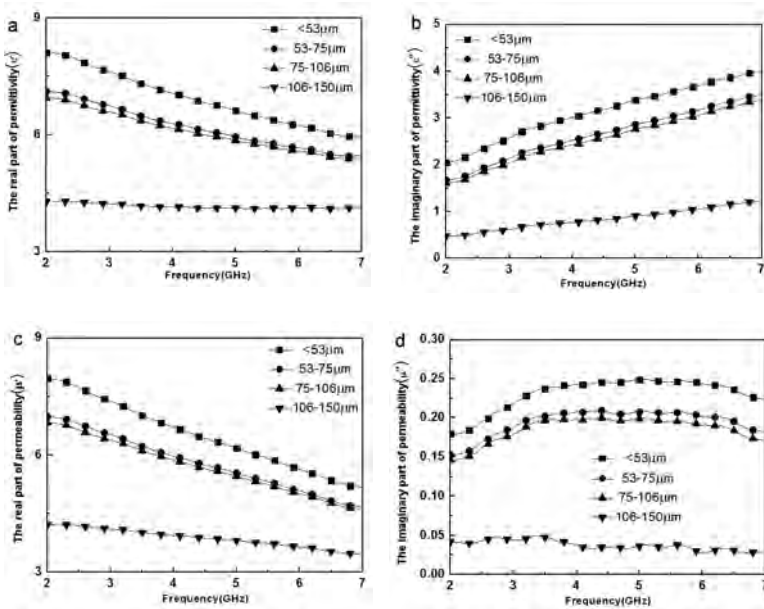 a
9
6
3
The real part of permittivity(ε')
<53μm
53-75μm
75-106μm
106-150μm
2 3 4 5 6 7
Frequency(GHz)
b
5
4
3
2
1
0
The imaginary part of permittivity(ε")
<53μm
53-75μm
75-106μm
106-150μm
2 3 4 5 6 7
Frequency(GHz)
c
9
6
3
The real part of permeability(μ')
<53μm
53-75μm
75-106μm
106-150μm
2 3 4 5 6 7
Frequency(GHz)
d
0.30
0.25
0.20
0.15
0.10
0.05
0.00
The imaginary part of permeability(μ")
<53μm
53-75μm
75-106μm
106-150μm
2 3 4 5 6 7
Frequency(GHz)